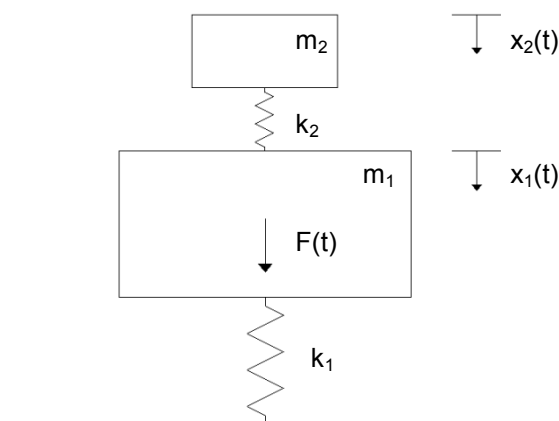 m₂
x₂(t)
k₂
m₁
x₁(t)
F(t)
k₁